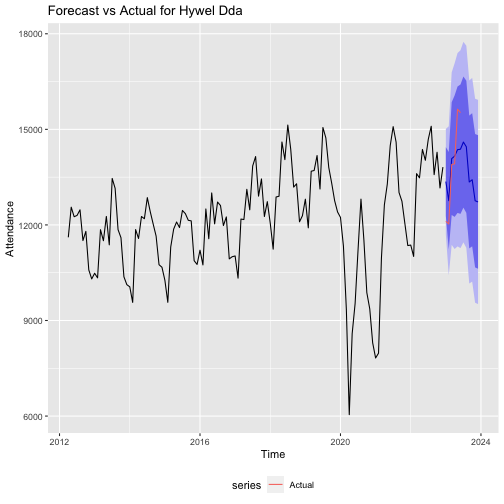 Forecast vs Actual for Hywel Dda
18000
15000
12000
9000
6000
Attendance
2012
2016
2020
2024
Time
series
Actual